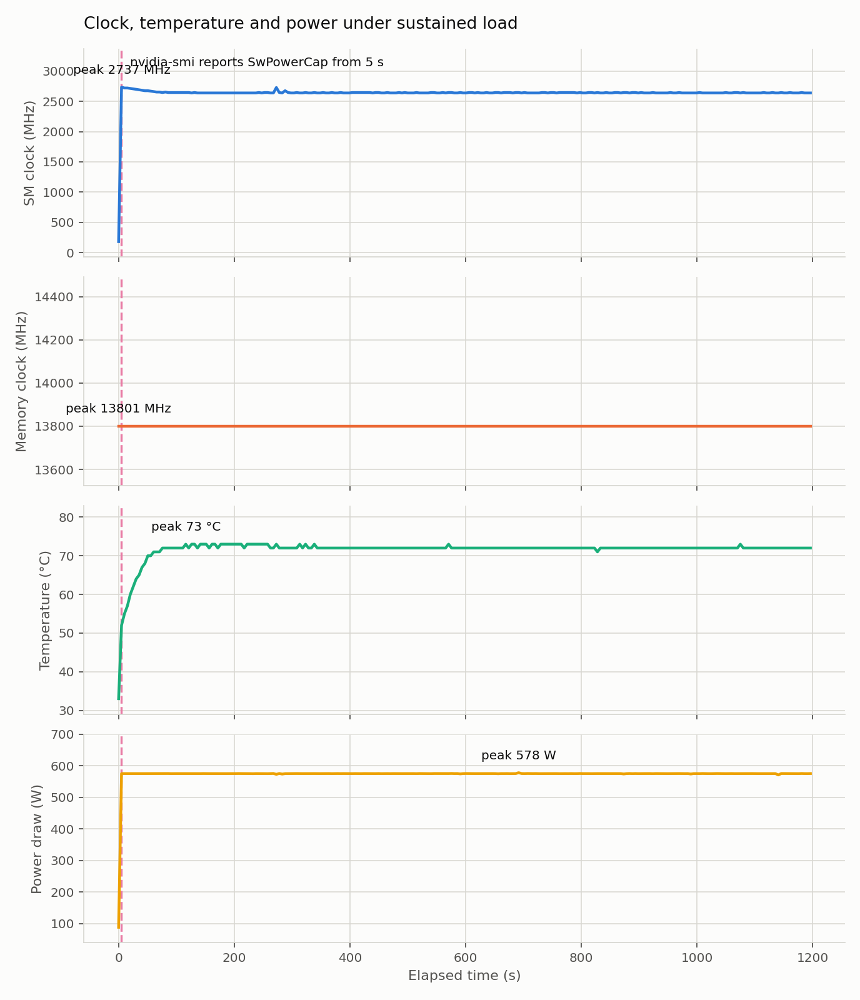 Clock, temperature and power under sustained load
nvidia-smi reports SwPowerCap from 5 s
peak 2737 MHz
3000
2500
2000
1500
1000
500
0
SM clock (MHz)
14400
14200
14000
13800
13600
Memory clock (MHz)
peak 13801 MHz
80
70
60
50
40
30
Temperature (°C)
peak 73 °C
700
600
500
400
300
200
100
Power draw (W)
peak 578 W
0 200 400 600 800 1000 1200
Elapsed time (s)